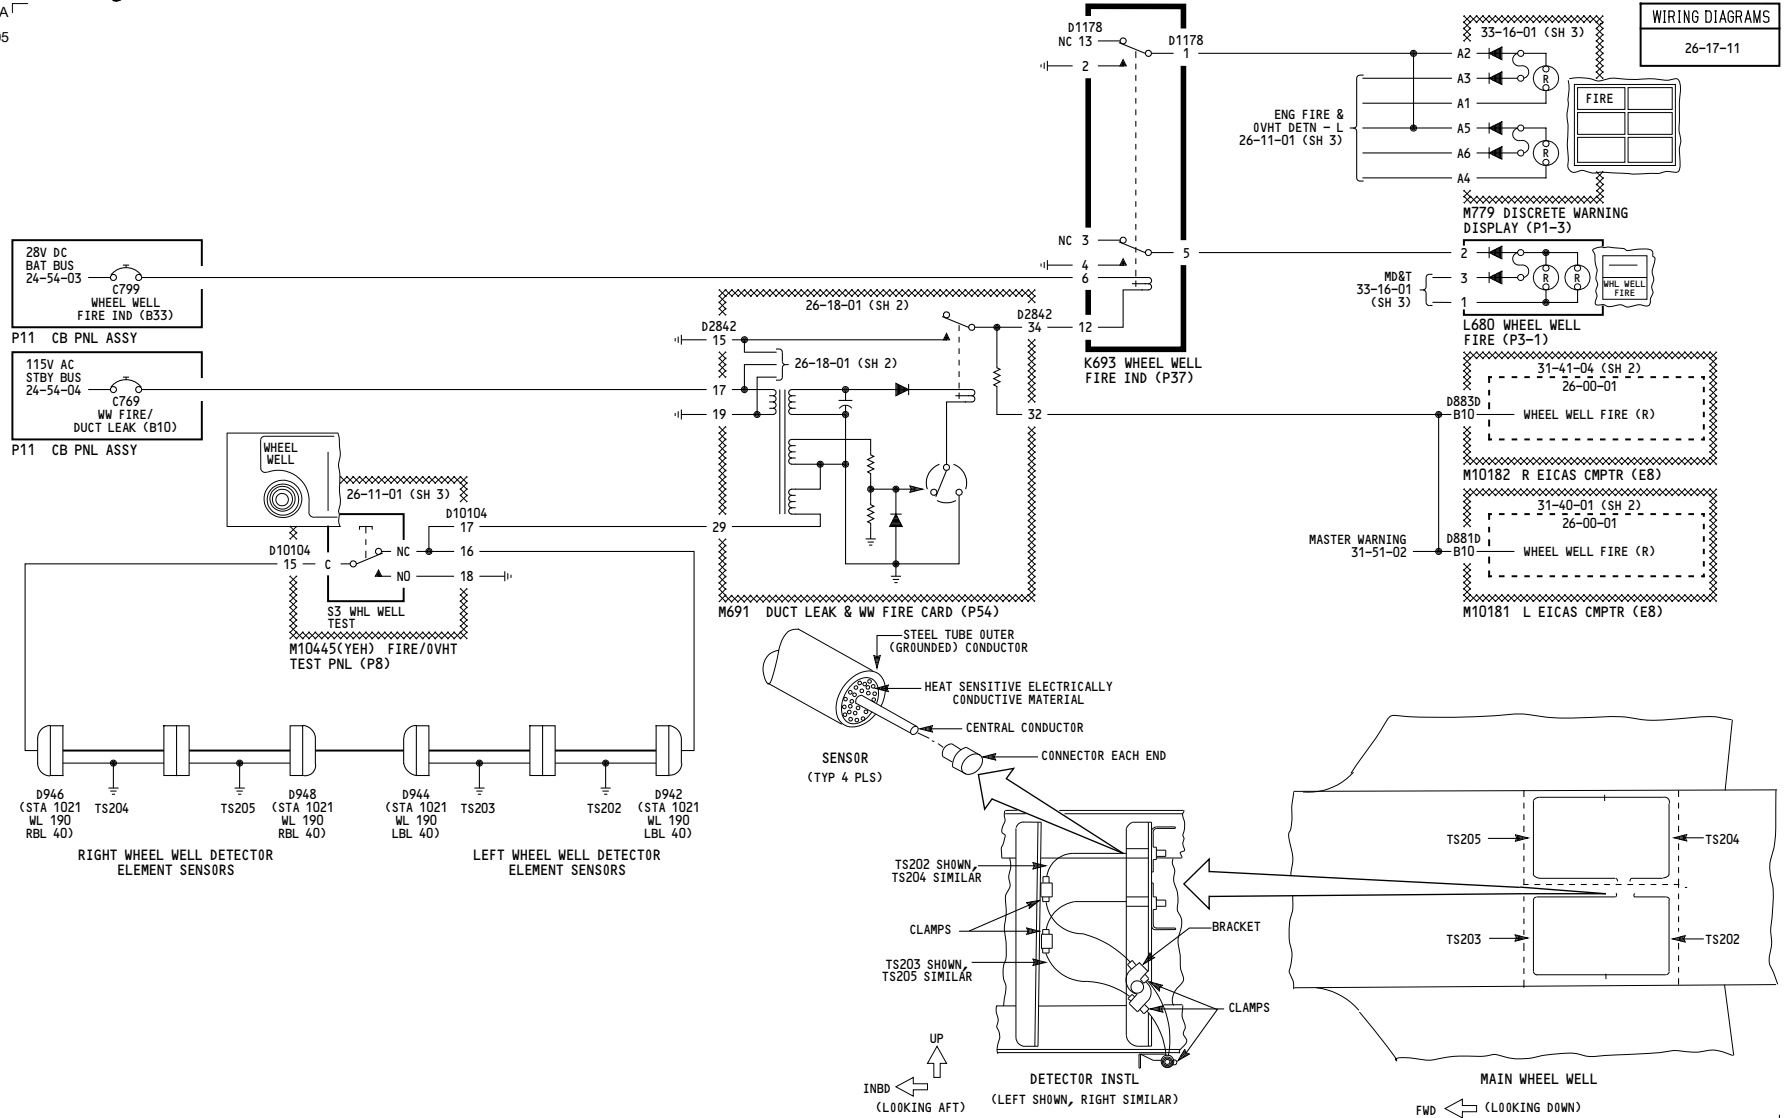 A
05
WIRING DIAGRAMS
26-17-11
D1178
NC 13
2
D1178
1
33-16-01 (SH 3)
A2
A3
A1
A5
A6
A4
R
R
FIRE
ENG FIRE &
OVHT DETN - L
26-11-01 (SH 3)
M779 DISCRETE WARNING
DISPLAY (P1-3)
NC 3
4
6
5
12
2
3
1
R
R
WHL WELL
FIRE
MD&T
33-16-01
(SH 3)
L680 WHEEL WELL
FIRE (P3-1)
K693 WHEEL WELL
FIRE IND (P37)
28V DC
BAT BUS
24-54-03
C799
WHEEL WELL
FIRE IND (B33)
P11 CB PNL ASSY
115V AC
STBY BUS
24-54-04
C769
WW FIRE/
DUCT LEAK (B10)
P11 CB PNL ASSY
26-18-01 (SH 2)
D2842
15
26-18-01 (SH 2)
17
19
29
D2842
34
32
M691 DUCT LEAK & WW FIRE CARD (P54)
31-41-04 (SH 2)
26-00-01
D883D
B10
WHEEL WELL FIRE (R)
M10182 R EICAS CMPTR (E8)
31-40-01 (SH 2)
26-00-01
MASTER WARNING
31-51-02
D881D
B10
WHEEL WELL FIRE (R)
M10181 L EICAS CMPTR (E8)
WHEEL
WELL
26-11-01 (SH 3)
D10104
17
16
18
D10104
15
C
NC
NO
S3 WHL WELL
TEST
M10445(YEH) FIRE/OVHT
TEST PNL (P8)
D946
(STA 1021
WL 190
RBL 40)
TS204
TS205
D948
(STA 1021
WL 190
RBL 40)
D944
(STA 1021
WL 190
LBL 40)
TS203
TS202
D942
(STA 1021
WL 190
LBL 40)
RIGHT WHEEL WELL DETECTOR
ELEMENT SENSORS
LEFT WHEEL WELL DETECTOR
ELEMENT SENSORS
STEEL TUBE OUTER
(GROUNDED) CONDUCTOR
HEAT SENSITIVE ELECTRICALLY
CONDUCTIVE MATERIAL
CENTRAL CONDUCTOR
CONNECTOR EACH END
SENSOR
(TYP 4 PLS)
TS202 SHOWN,
TS204 SIMILAR
CLAMPS
TS203 SHOWN,
TS205 SIMILAR
BRACKET
CLAMPS
UP
INBD
(LOOKING AFT)
DETECTOR INSTL
(LEFT SHOWN, RIGHT SIMILAR)
TS205
TS204
TS203
TS202
MAIN WHEEL WELL
FWD
(LOOKING DOWN)